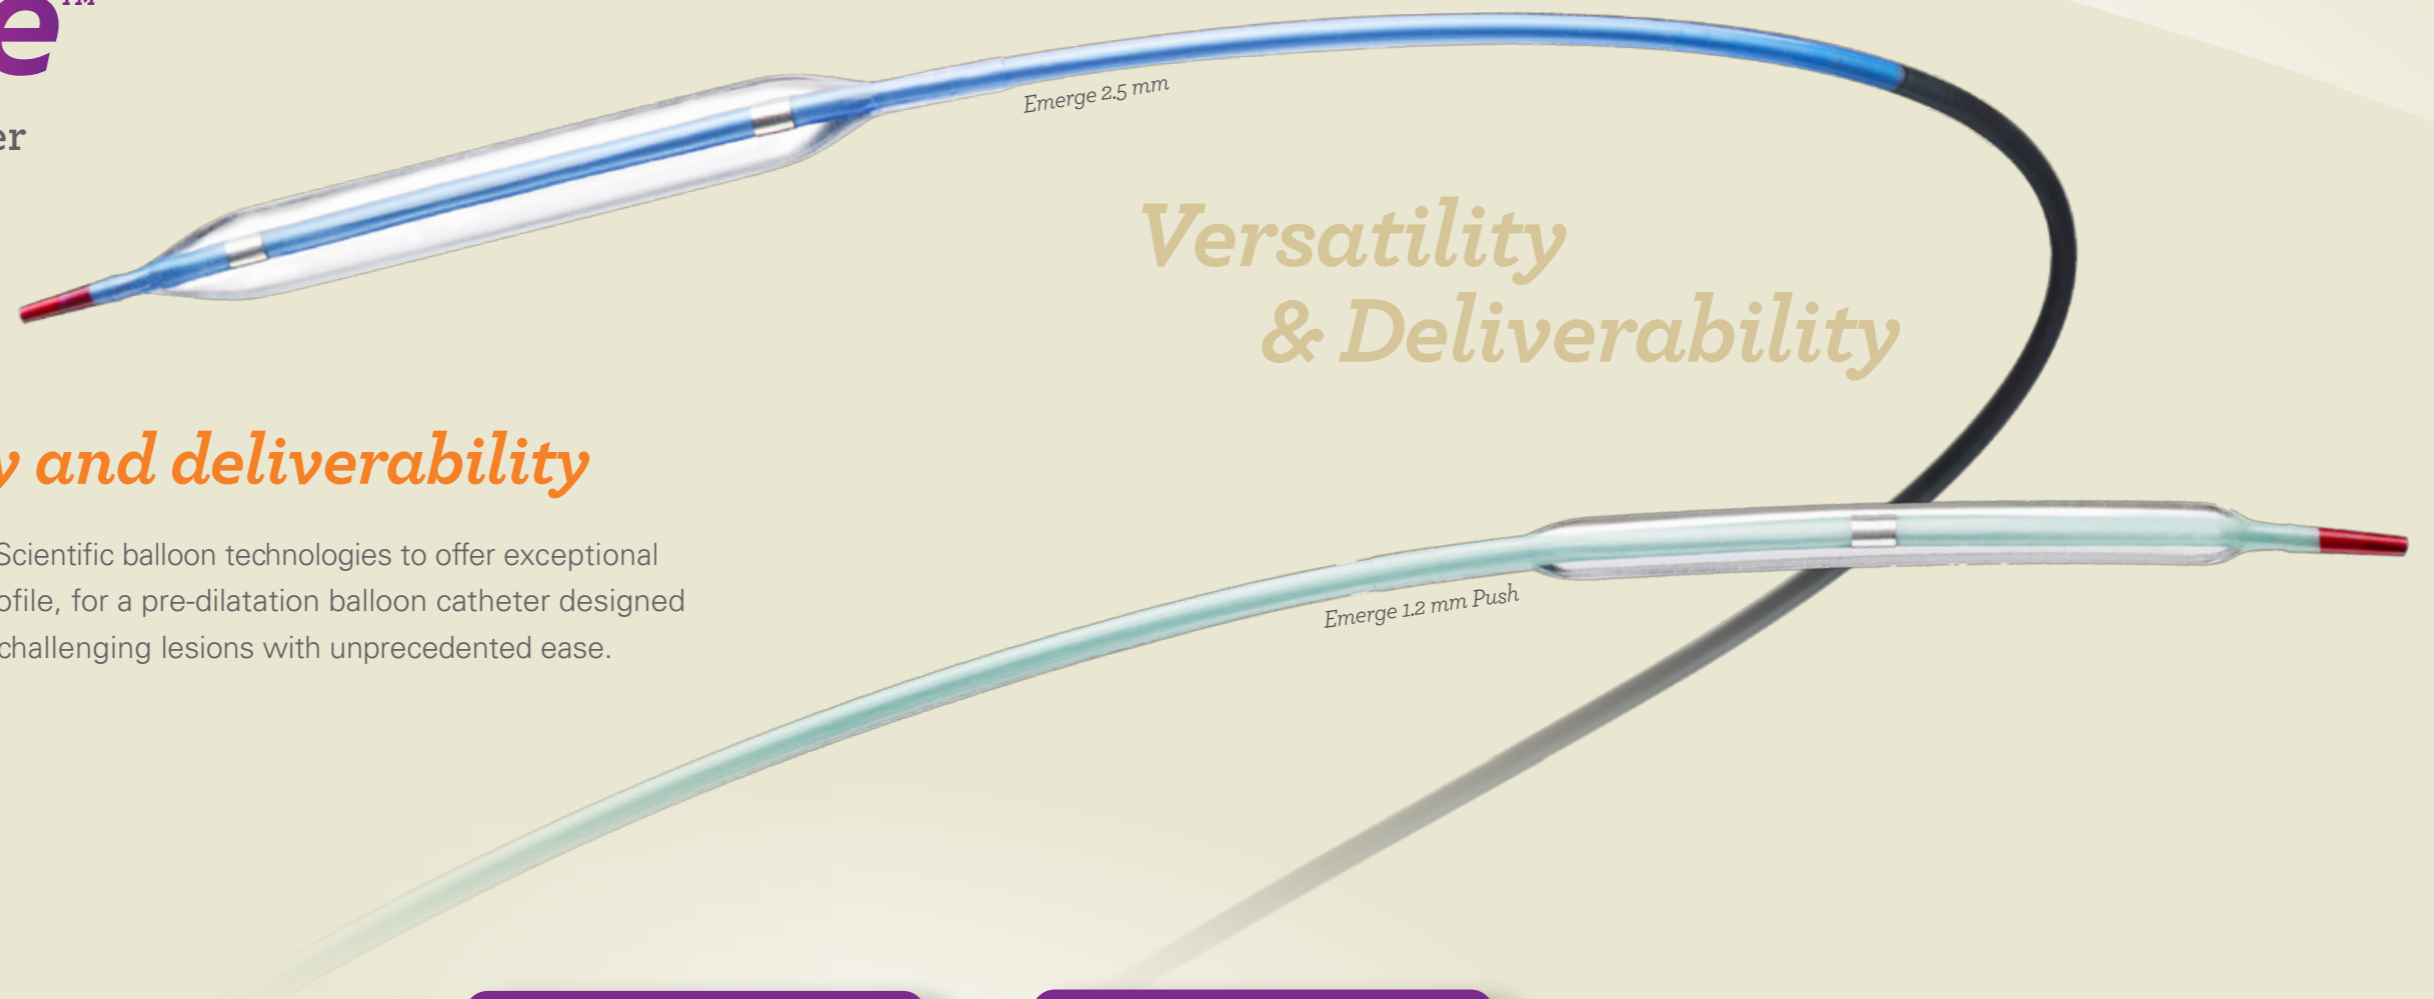 e™
er
Emerge 2.5 mm
Versatility
& Deliverability
y and deliverability
Scientific balloon technologies to offer exceptional
ofile, for a pre-dilatation balloon catheter designed
challenging lesions with unprecedented ease.
Emerge 1.2 mm Push